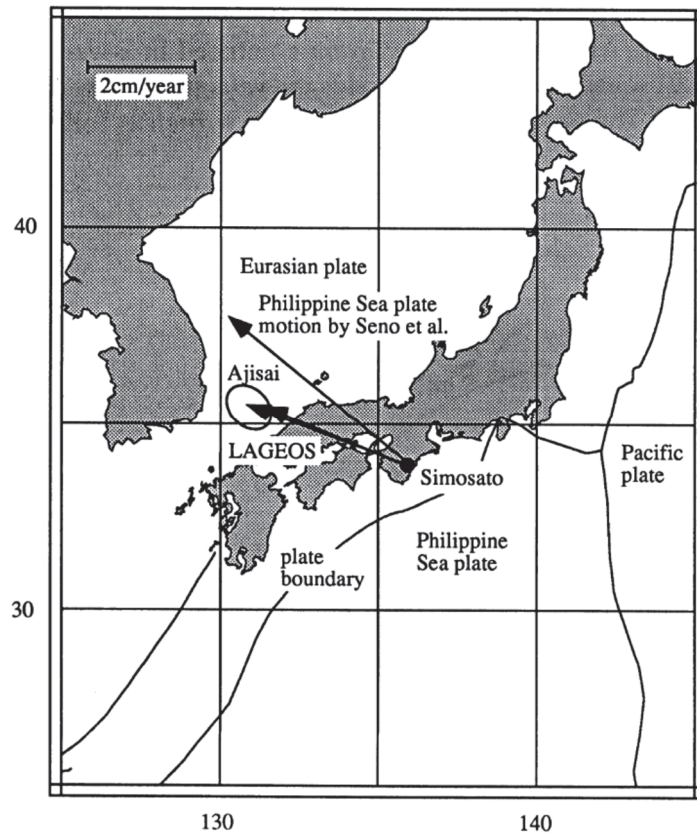 2cm/year
40
Eurasian plate
Philippine Sea plate
motion by Seno et al.
Ajisai
LAGEOS
Simosato
Pacific
plate
Philippine
Sea plate
plate
boundary
30
130
140